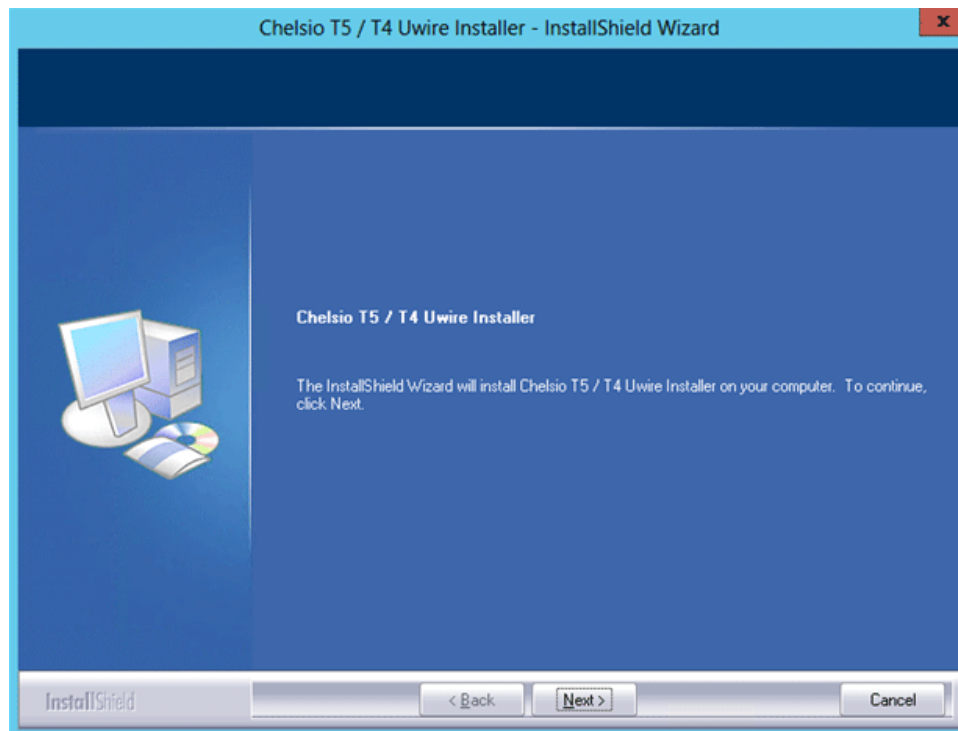 Chelsio T5 / T4 Uwire Installer - InstallShield Wizard
x
Chelsio T5 / T4 Uwire Installer
The InstallShield Wizard will install Chelsio T5 / T4 Uwire Installer on your computer. To continue,
click Next.
InstallShield
< Back
Next >
Cancel